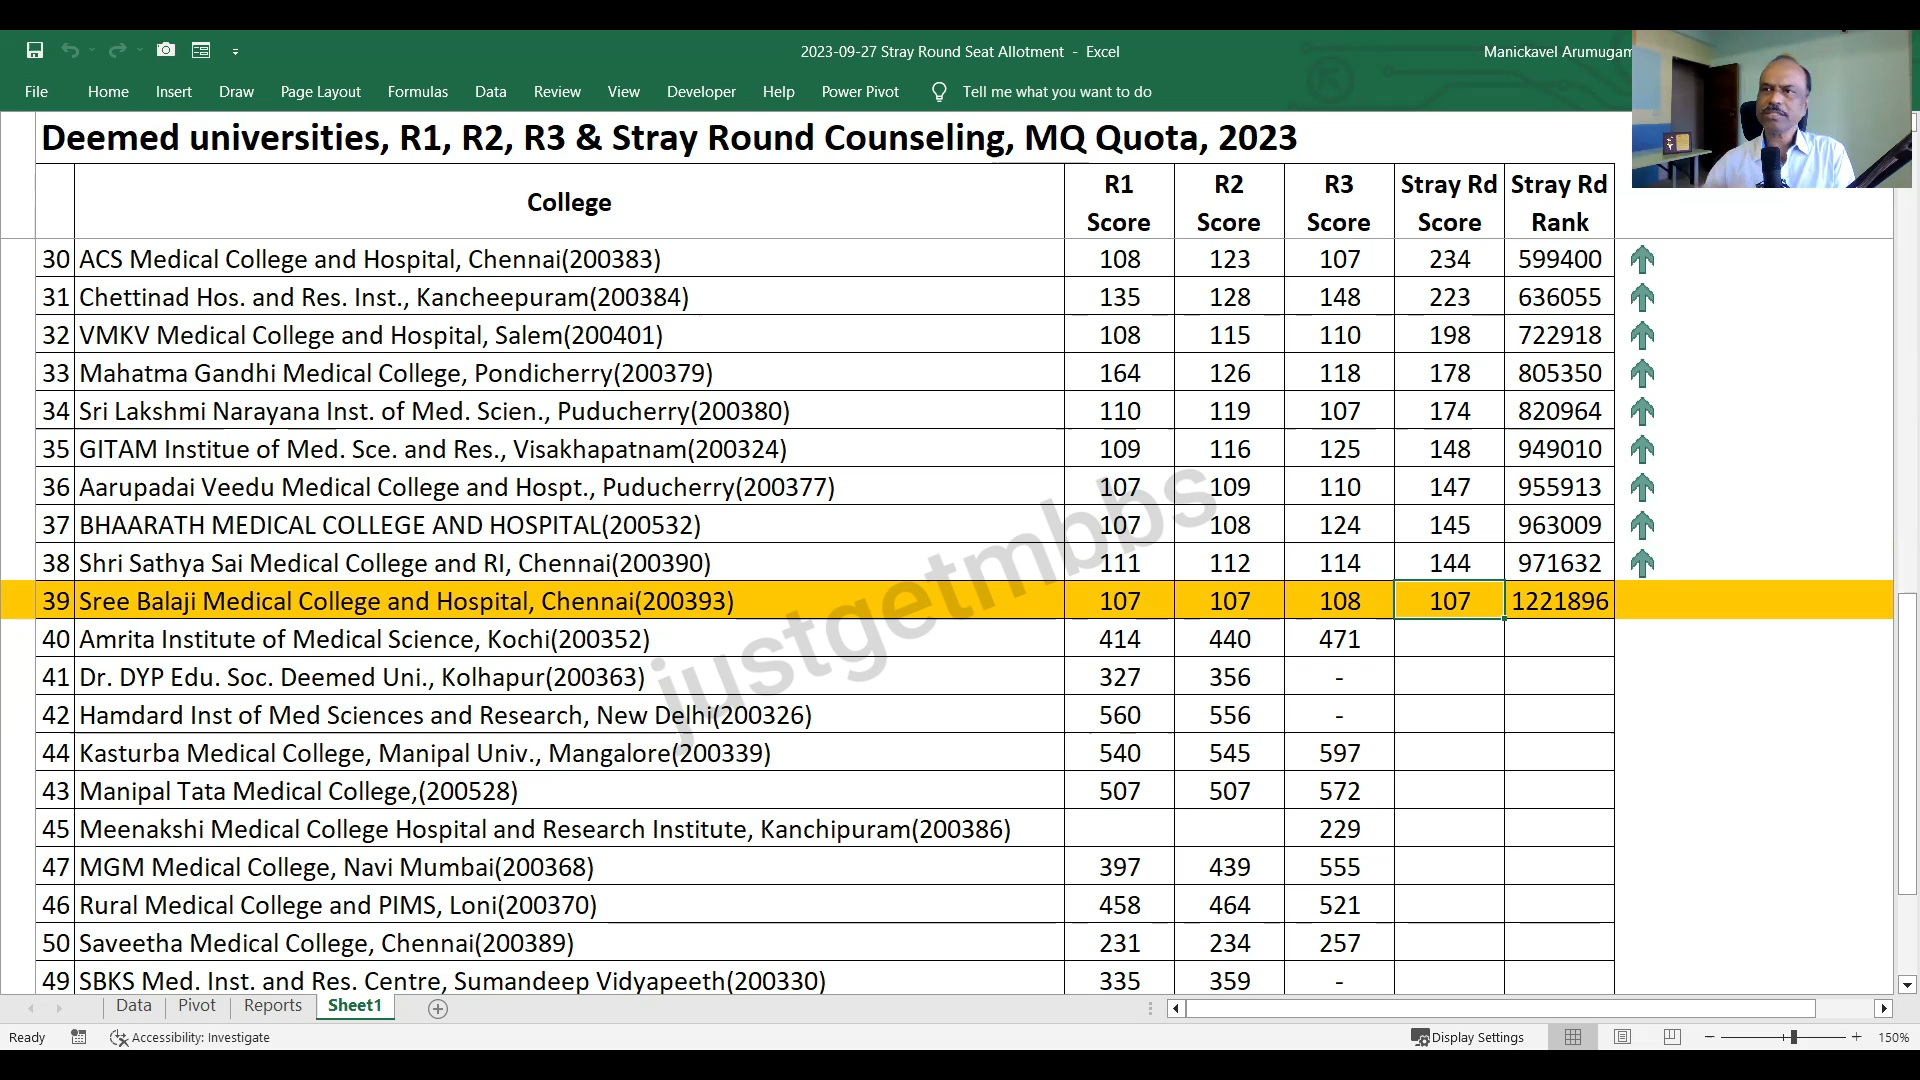 2023-09-27 Stray Round Seat Allotment - Excel
Manickavel Arumugam
File Home Insert Draw Page Layout Formulas Data Review View Developer Help Power Pivot Tell me what you want to do
Deemed universities, R1, R2, R3 & Stray Round Counseling, MQ Quota, 2023
College R1 Score R2 Score R3 Score Stray Rd Score Stray Rd Rank
30 ACS Medical College and Hospital, Chennai(200383) 108 123 107 234 599400
31 Chettinad Hos. and Res. Inst., Kancheepuram(200384) 135 128 148 223 636055
32 VMKV Medical College and Hospital, Salem(200401) 108 115 110 198 722918
33 Mahatma Gandhi Medical College, Pondicherry(200379) 164 126 118 178 805350
34 Sri Lakshmi Narayana Inst. of Med. Scien., Puducherry(200380) 110 119 107 174 820964
35 GITAM Institue of Med. Sce. and Res., Visakhapatnam(200324) 109 116 125 148 949010
36 Aarupadai Veedu Medical College and Hospt., Puducherry(200377) 107 109 110 147 955913
37 BHAARATH MEDICAL COLLEGE AND HOSPITAL(200532) 107 108 124 145 963009
38 Shri Sathya Sai Medical College and RI, Chennai(200390) 111 112 114 144 971632
39 Sree Balaji Medical College and Hospital, Chennai(200393) 107 107 108 107 1221896
40 Amrita Institute of Medical Science, Kochi(200352) 414 440 471
41 Dr. DYP Edu. Soc. Deemed Uni., Kolhapur(200363) 327 356 -
42 Hamdard Inst of Med Sciences and Research, New Delhi(200326) 560 556 -
44 Kasturba Medical College, Manipal Univ., Mangalore(200339) 540 545 597
43 Manipal Tata Medical College,(200528) 507 507 572
45 Meenakshi Medical College Hospital and Research Institute, Kanchipuram(200386) 229
47 MGM Medical College, Navi Mumbai(200368) 397 439 555
46 Rural Medical College and PIMS, Loni(200370) 458 464 521
50 Saveetha Medical College, Chennai(200389) 231 234 257
49 SBKS Med. Inst. and Res. Centre, Sumandeep Vidyapeeth(200330) 335 359 -
justgetmbbs
Data Pivot Reports Sheet1
Ready Accessibility: Investigate Display Settings 150%